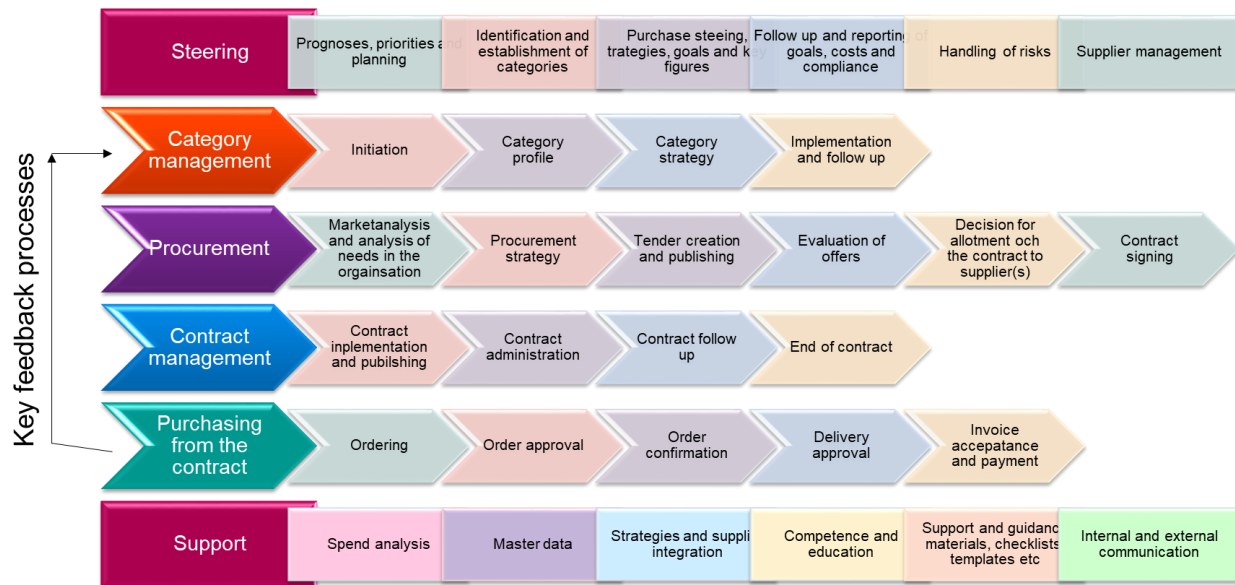 Steering
Prognoses, priorities and
planning
Identification and
establishment of
categories
Purchase steeing,
trategies, goals and key
figures
Follow up and reporting of
goals, costs and
compliance
Handling of risks
Supplier management
Key feedback processes
Category
management
Initiation
Category
profile
Category
strategy
Implementation
and follow up
Procurement
Marketanalysis
and analysis of
needs in the
orgainsation
Procurement
strategy
Tender creation
and publishing
Evaluation of
offers
Decision for
allotment och
the contract to
supplier(s)
Contract
signing
Contract
management
Contract
inplementation
and pubilshing
Contract
administration
Contract follow
up
End of contract
Purchasing
from the
contract
Ordering
Order approval
Order
confirmation
Delivery
approval
Invoice
accepatance
and payment
Support
Spend analysis
Master data
Strategies and suppli
integration
Competence and
education
Support and guidanc
materials, checklists
templates etc
Internal and external
communication